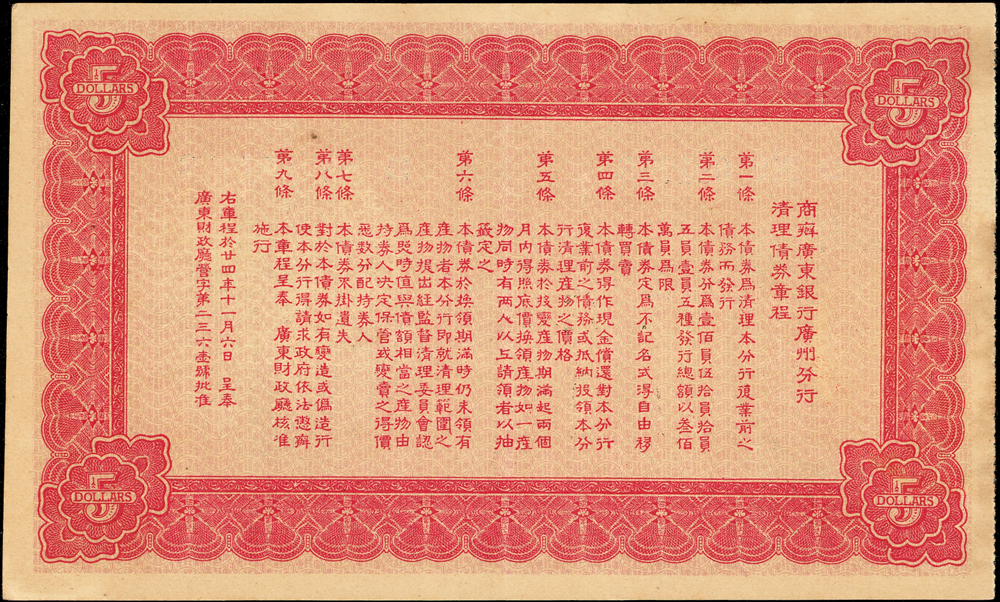 5 DOLLARS
5 DOLLARS
商辦廣東銀行廣州分行
清理債券章程
第一條 本債券爲清理本分行復業前之
債務而發行
第二條 本債券分爲壹佰員伍拾員拾員
五員壹員五種發行總額以叁佰
萬員爲限
第三條 本債券定爲不記名式得自由移
轉買賣
第四條 本債券得作現金償還對本分行
復業前之債務或抵納投領本分
行清理產物之價格
第五條 本債券於投變產物期滿起兩個
月內得照底價換領產物如一產
物同時有兩人以上請領者以抽
籤定之
第六條 本債券於換領期滿時仍未領有
產物者本分行即就清理範圍之
產物提出經監督清理委員會認
爲與時值與債額相當之產物由
持券人決定保管或變賣之得價
悉數分配持券人
第七條 本債券不掛遺失
第八條 對於本債券如有變造或僞造行
使本分行得請求政府依法懲辦
第九條 本章程呈奉 廣東財政廳核准
施行
右章程於廿四年十一月六日 呈奉
廣東財政廳營字第二三六壹號批准
5 DOLLARS
5 DOLLARS